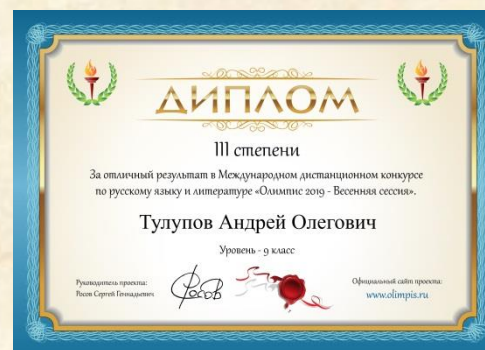 ДИПЛОМ
III степени
За отличный результат в Международном дистанционном конкурсе
по русскому языку и литературе «Олимпис 2019 - Весенняя сессия».
Тулупов Андрей Олегович
Уровень - 9 класс
Руководитель проекта:
Росов Сергей Геннадьевич
Официальный сайт проекта:
www.olimpis.ru